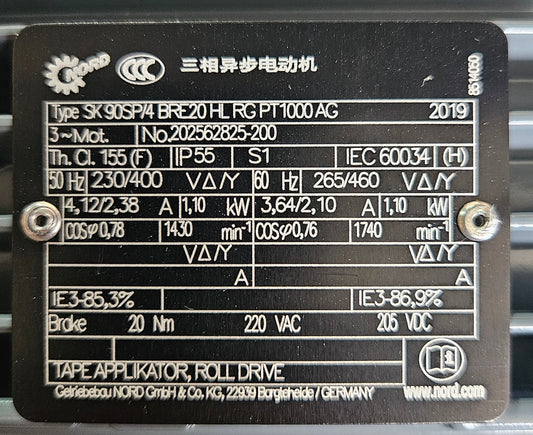 NORD CCC 三相异步电动机
8514050
Type SK 90SP/4 BRE20 HL RG PT1000 AG 2019
3~Mot. No. 202562825-200
Th. Cl. 155 (F) IP55 S1 IEC 60034 (H)
50 Hz 230/400 V Δ/Y 60 Hz 265/460 V Δ/Y
4,12/2,38 A 1,10 kW 3,64/2,10 A 1,10 kW
cosφ 0,78 1430 min⁻¹ cosφ 0,76 1740 min⁻¹
V Δ/Y V Δ/Y
A A
IE3-85,3% IE3-86,9%
Brake 20 Nm 220 VAC 205 VDC
TAPE APPLIKATOR, ROLL DRIVE
Getriebebau NORD GmbH & Co. KG, 22939 Bargteheide / GERMANY www.nord.com